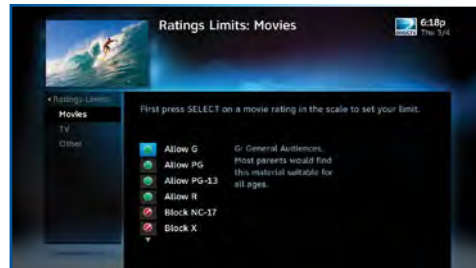 Ratings Limits: Movies
6:18p
Thu 3/4
DIRECTV
Ratings Limits
Movies
TV
Other
First press SELECT on a movie rating in the scale to set your limit.
Allow G
Allow PG
Allow PG-13
Allow R
Block NC-17
Block X
G: General Audiences.
Most parents would find
this material suitable for
all ages.